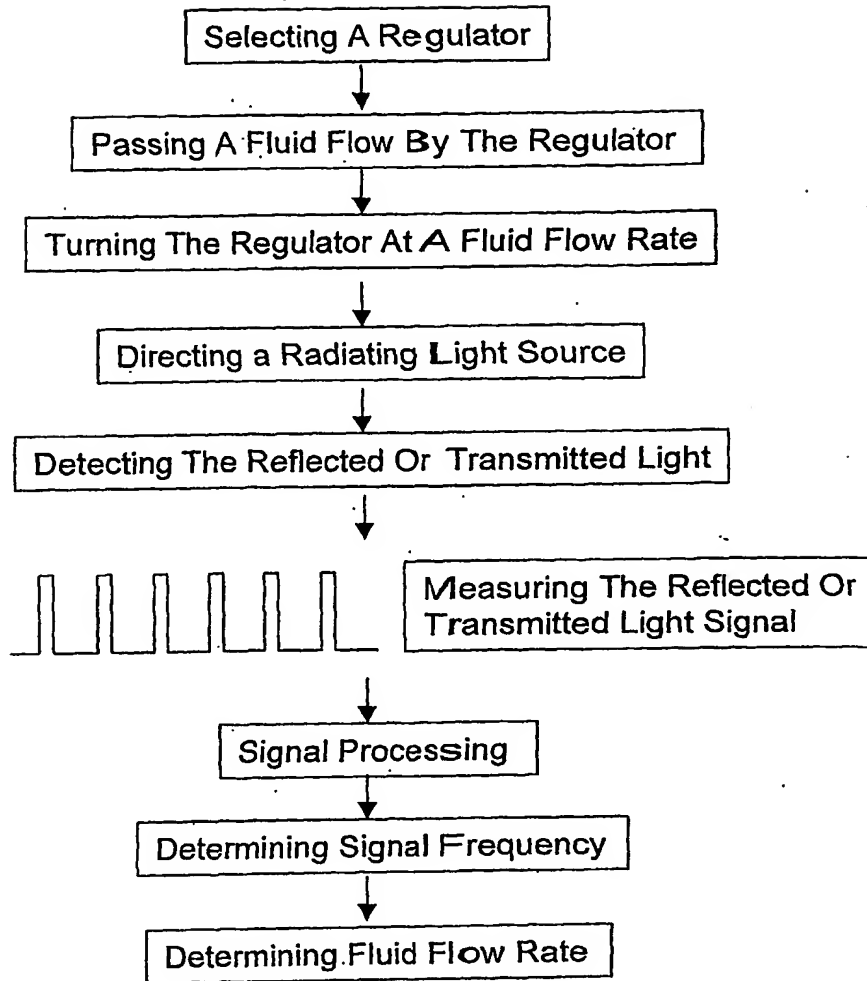 Selecting A Regulator
Passing A Fluid Flow By The Regulator
Turning The Regulator At A Fluid Flow Rate
Directing a Radiating Light Source
Detecting The Reflected Or Transmitted Light
Measuring The Reflected Or
Transmitted Light Signal
Signal Processing
Determining Signal Frequency
Determining Fluid Flow Rate